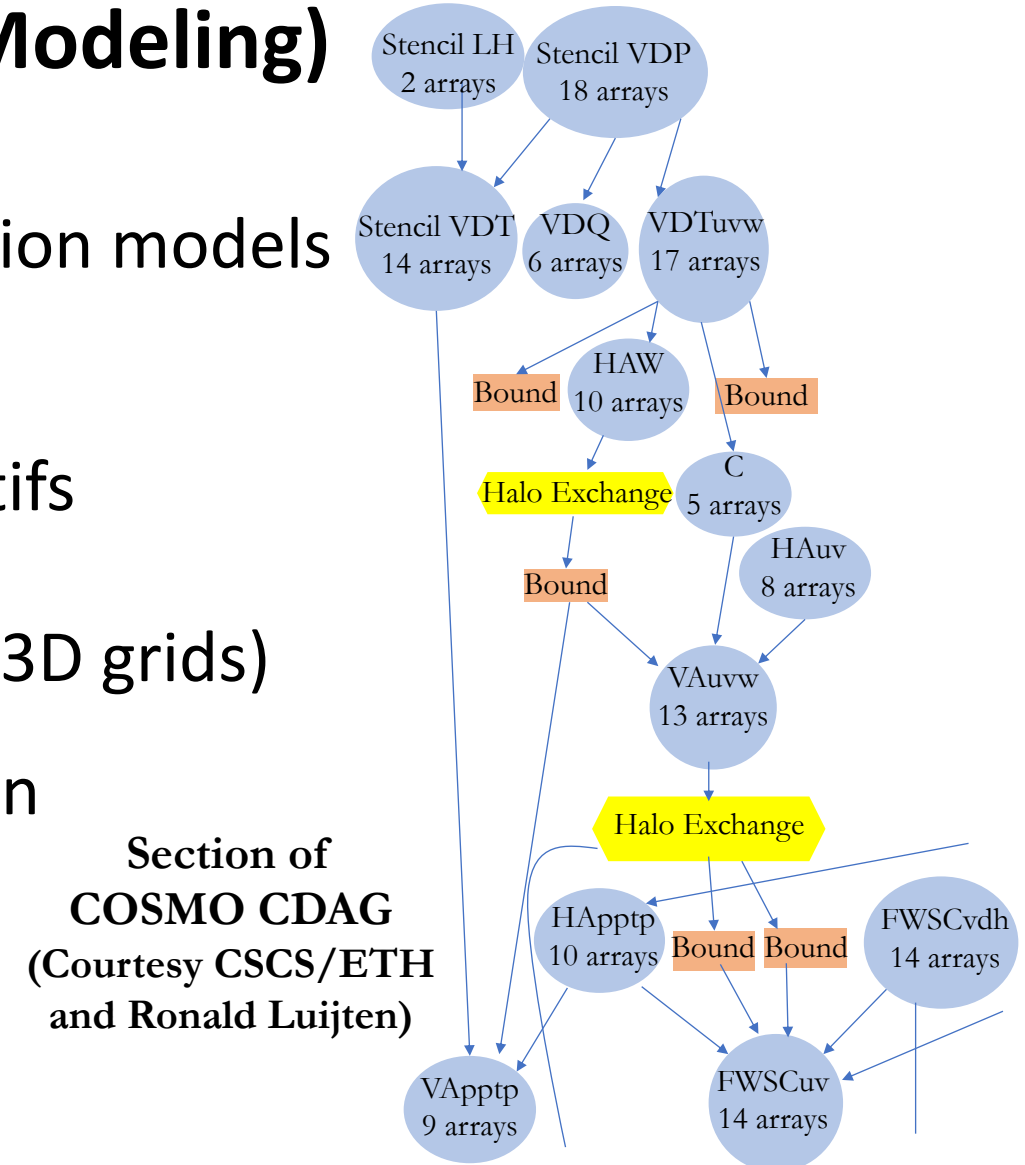 Modeling)
tion models
tifs
3D grids)
n
Section of
COSMO CDAG
(Courtesy CSCS/ETH
and Ronald Luijten)
Stencil LH
2 arrays
Stencil VDP
18 arrays
Stencil VDT
14 arrays
VDQ
6 arrays
VDTuvw
17 arrays
Bound
HAW
10 arrays
Bound
Halo Exchange
C
5 arrays
HAuv
8 arrays
Bound
VAuvw
13 arrays
Halo Exchange
HApptp
10 arrays
Bound
Bound
FWSCvdh
14 arrays
VApptp
9 arrays
FWSCuv
14 arrays